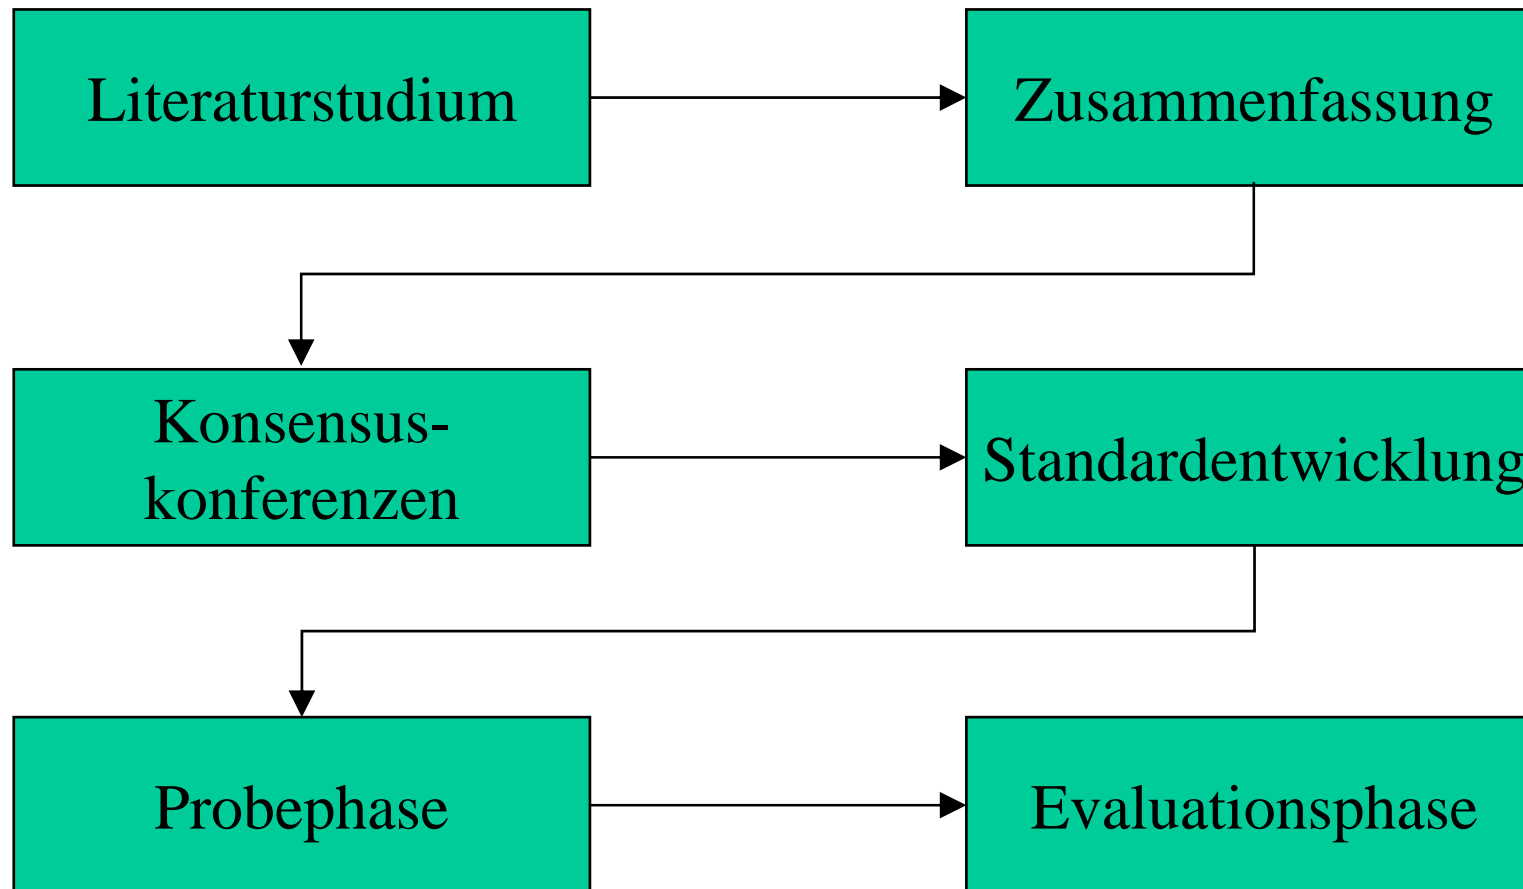 Literaturstudium
Zusammenfassung
Konsensus-
konferenzen
Standardentwicklung
Probephase
Evaluationsphase